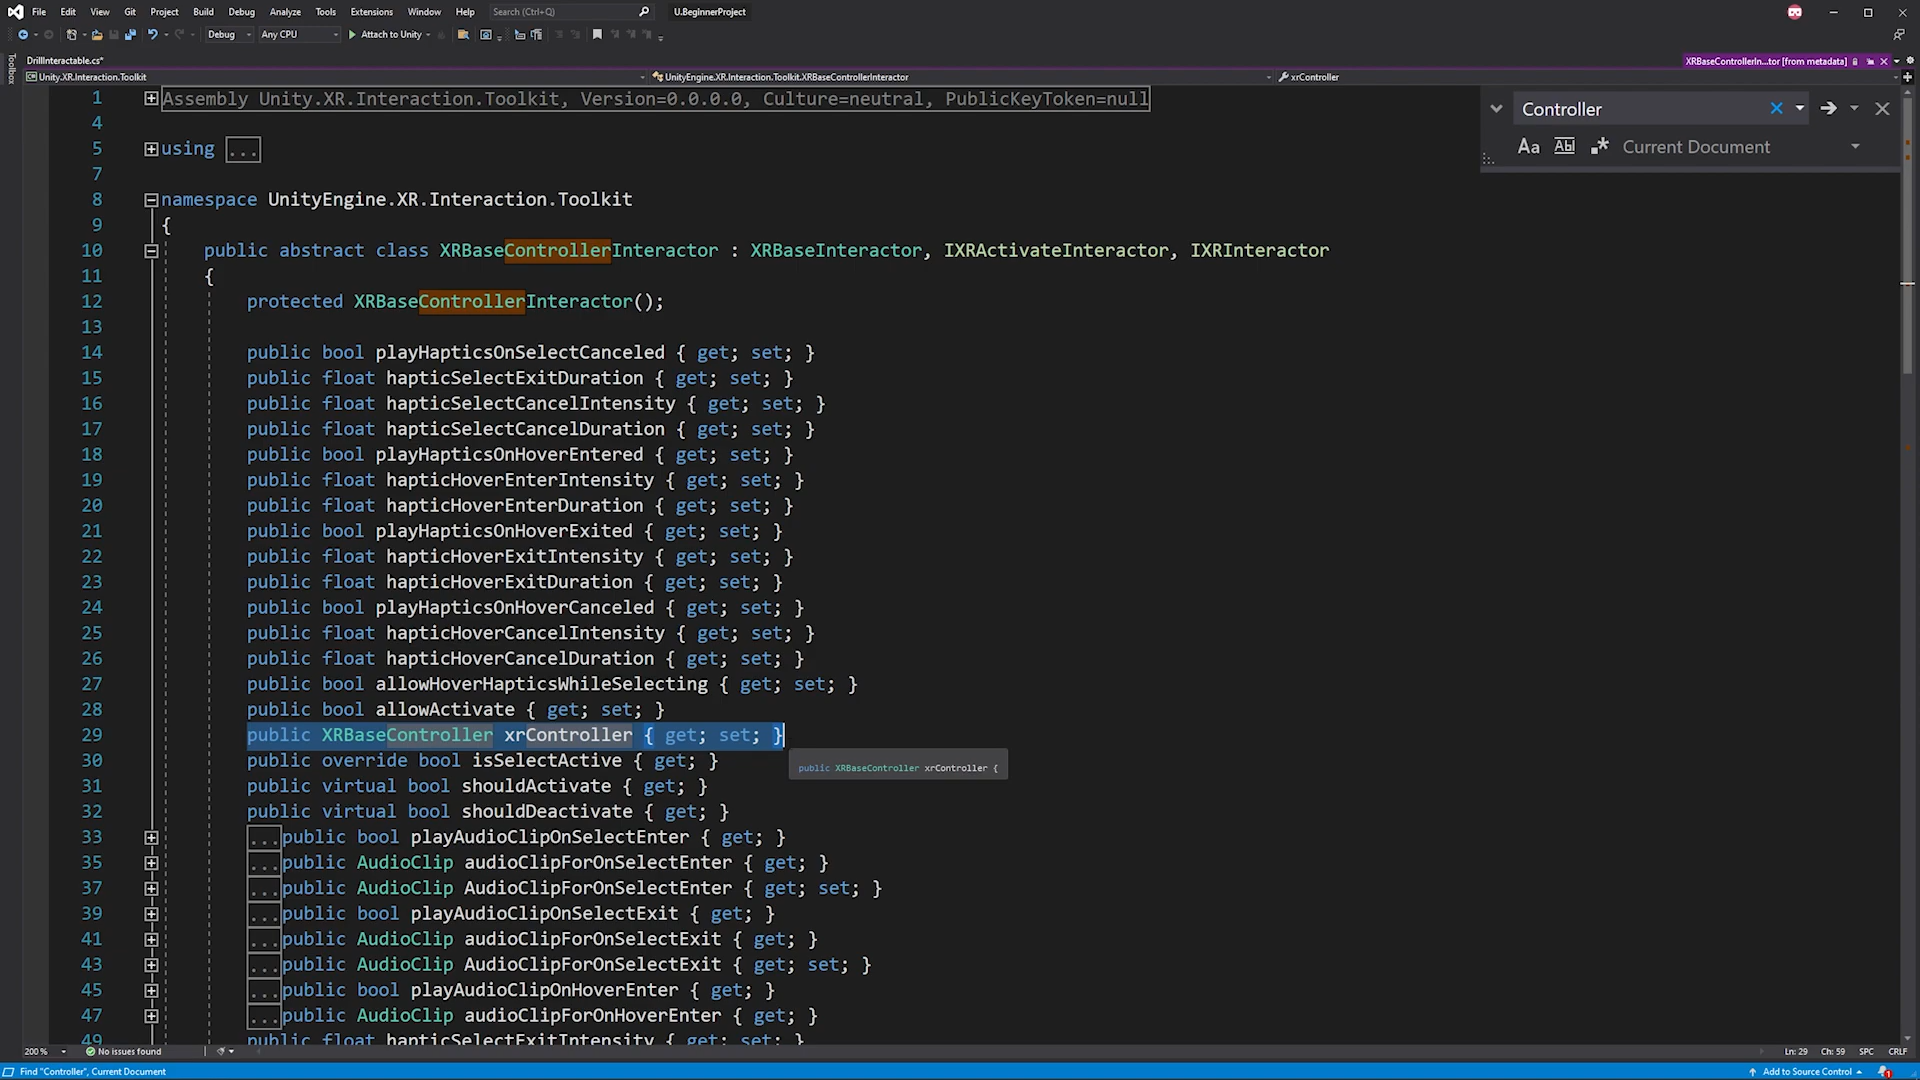 File Edit View Git Project Build Debug Analyze Tools Extensions Window Help Search (Ctrl+Q) U.BeginnerProject
Debug Any CPU Attach to Unity
Toolbox
DrillInteractable.cs* XRBaseControllerIn...tor [from metadata]
Unity.XR.Interaction.Toolkit UnityEngine.XR.Interaction.Toolkit.XRBaseControllerInteractor xrController
1 Assembly Unity.XR.Interaction.Toolkit, Version=0.0.0.0, Culture=neutral, PublicKeyToken=null
Controller
Aa Abl Current Document
4
5 using ...
7
8 namespace UnityEngine.XR.Interaction.Toolkit
9 {
10 public abstract class XRBaseControllerInteractor : XRBaseInteractor, IXRActivateInteractor, IXRInteractor
11 {
12 protected XRBaseControllerInteractor();
13
14 public bool playHapticsOnSelectCanceled { get; set; }
15 public float hapticSelectExitDuration { get; set; }
16 public float hapticSelectCancelIntensity { get; set; }
17 public float hapticSelectCancelDuration { get; set; }
18 public bool playHapticsOnHoverEntered { get; set; }
19 public float hapticHoverEnterIntensity { get; set; }
20 public float hapticHoverEnterDuration { get; set; }
21 public bool playHapticsOnHoverExited { get; set; }
22 public float hapticHoverExitIntensity { get; set; }
23 public float hapticHoverExitDuration { get; set; }
24 public bool playHapticsOnHoverCanceled { get; set; }
25 public float hapticHoverCancelIntensity { get; set; }
26 public float hapticHoverCancelDuration { get; set; }
27 public bool allowHoverHapticsWhileSelecting { get; set; }
28 public bool allowActivate { get; set; }
29 public XRBaseController xrController { get; set; }
30 public override bool isSelectActive { get; }
public XRBaseController xrController {
31 public virtual bool shouldActivate { get; }
32 public virtual bool shouldDeactivate { get; }
33 ...public bool playAudioClipOnSelectEnter { get; }
35 ...public AudioClip audioClipForOnSelectEnter { get; }
37 ...public AudioClip AudioClipForOnSelectEnter { get; set; }
39 ...public bool playAudioClipOnSelectExit { get; }
41 ...public AudioClip audioClipForOnSelectExit { get; }
43 ...public AudioClip AudioClipForOnSelectExit { get; set; }
45 ...public bool playAudioClipOnHoverEnter { get; }
47 ...public AudioClip audioClipForOnHoverEnter { get; }
49 public float hapticSelectExitIntensity { get; set; }
200 % No issues found Ln: 29 Ch: 59 SPC CRLF
Find "Controller", Current Document Add to Source Control 1